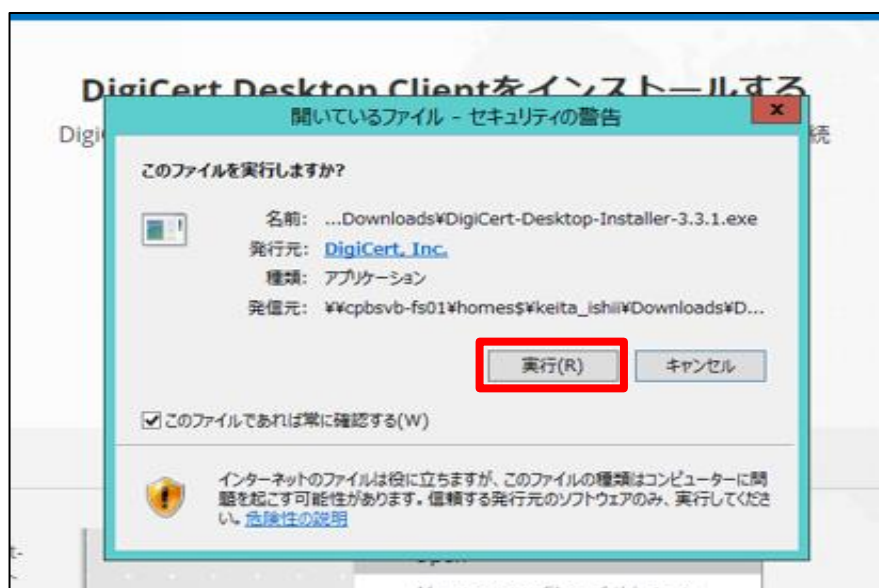 DigiCert Desktop Clientをインストールする
Digi
続
開いているファイル - セキュリティの警告
x
このファイルを実行しますか?
名前: ...Downloads¥DigiCert-Desktop-Installer-3.3.1.exe
発行元: DigiCert, Inc.
種類: アプリケーション
発信元: ¥¥cpbsvb-fs01¥homes$¥keita_ishii¥Downloads¥D...
実行(R)
キャンセル
このファイルであれば常に確認する(W)
インターネットのファイルは役に立ちますが、このファイルの種類はコンピューターに問
題を起こす可能性があります。信頼する発行元のソフトウェアのみ、実行してくださ
い。危険性の説明